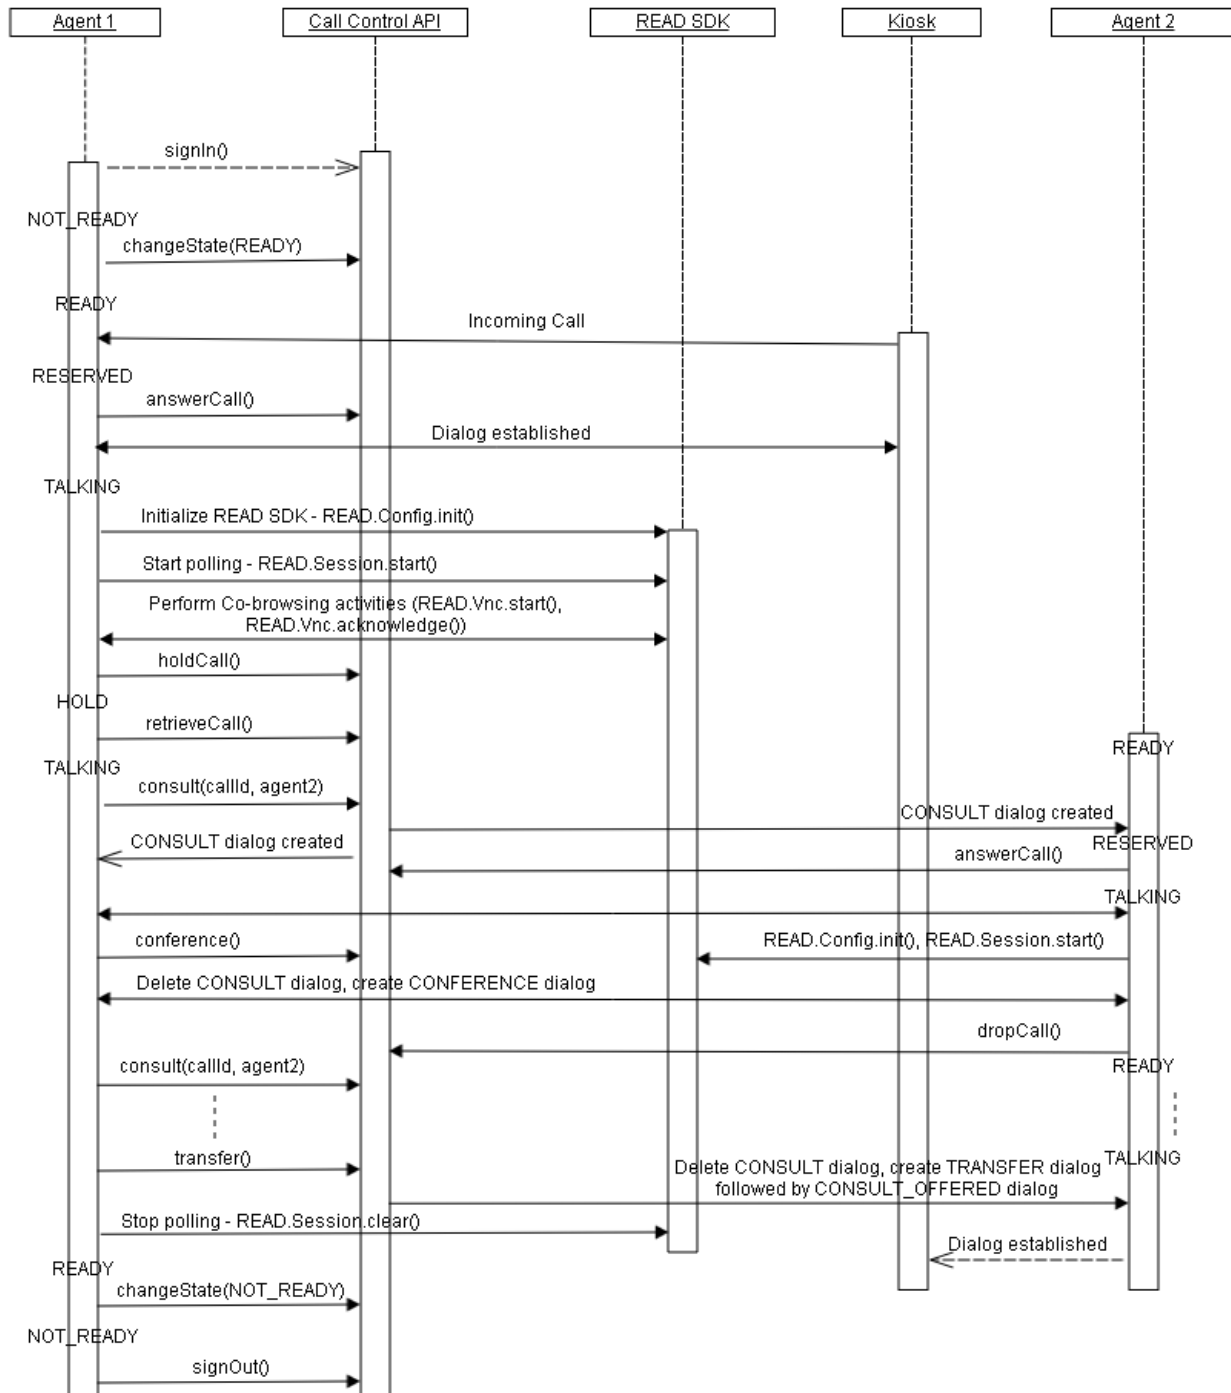 Agent 1
Call Control API
READ SDK
Kiosk
Agent 2
signIn()
NOT_READY
changeState(READY)
READY
Incoming Call
RESERVED
answerCall()
Dialog established
TALKING
Initialize READ SDK - READ.Config.init()
Start polling - READ.Session.start()
Perform Co-browsing activities (READ.Vnc.start(),
READ.Vnc.acknowledge())
holdCall()
HOLD
retrieveCall()
READY
TALKING
consult(callId, agent2)
CONSULT dialog created
CONSULT dialog created
RESERVED
answerCall()
TALKING
conference()
READ.Config.init(), READ.Session.start()
Delete CONSULT dialog, create CONFERENCE dialog
dropCall()
consult(callId, agent2)
READY
transfer()
TALKING
Delete CONSULT dialog, create TRANSFER dialog
followed by CONSULT_OFFERED dialog
Stop polling - READ.Session.clear()
Dialog established
READY
changeState(NOT_READY)
NOT_READY
signOut()